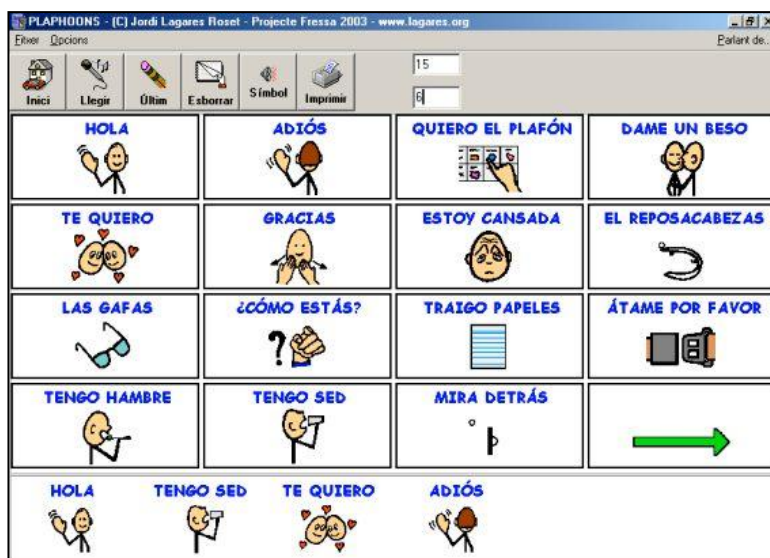 PLAPHOONS - (C) Jordi Lagares Roset - Projecte Fressa 2003 - www.lagares.org
Fitxer Opcions Parlant de...
15
6
Inici Llegir Últim Esborrar Símbol Imprimir
HOLA ADIÓS QUIERO EL PLAFÓN DAME UN BESO
TE QUIERO GRACIAS ESTOY CANSADA EL REPOSACABEZAS
LAS GAFAS ¿CÓMO ESTÁS? TRAIGO PAPELES ÁTAME POR FAVOR
?
TENGO HAMBRE TENGO SED MIRA DETRÁS
HOLA TENGO SED TE QUIERO ADIÓS